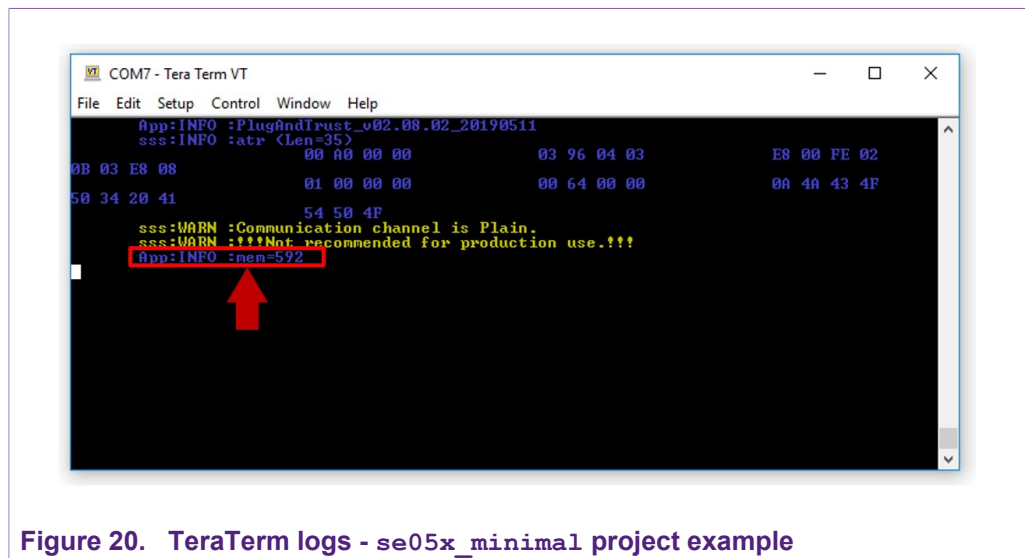 COM7 - Tera Term VT
File Edit Setup Control Window Help
App:INFO :PlugAndTrust_v02.08.02_20190511
sss:INFO :atr (Len=35)
00 A0 00 00 03 96 04 03 E8 00 FE 02
0B 03 E8 08
01 00 00 00 00 64 00 00 0A 4A 43 4F
50 34 20 41
54 50 4F
sss:WARN :Communication channel is Plain.
sss:WARN :!!!Not recommended for production use.!!!
App:INFO :mem=592
Figure 20. TeraTerm logs - se05x_minimal project example